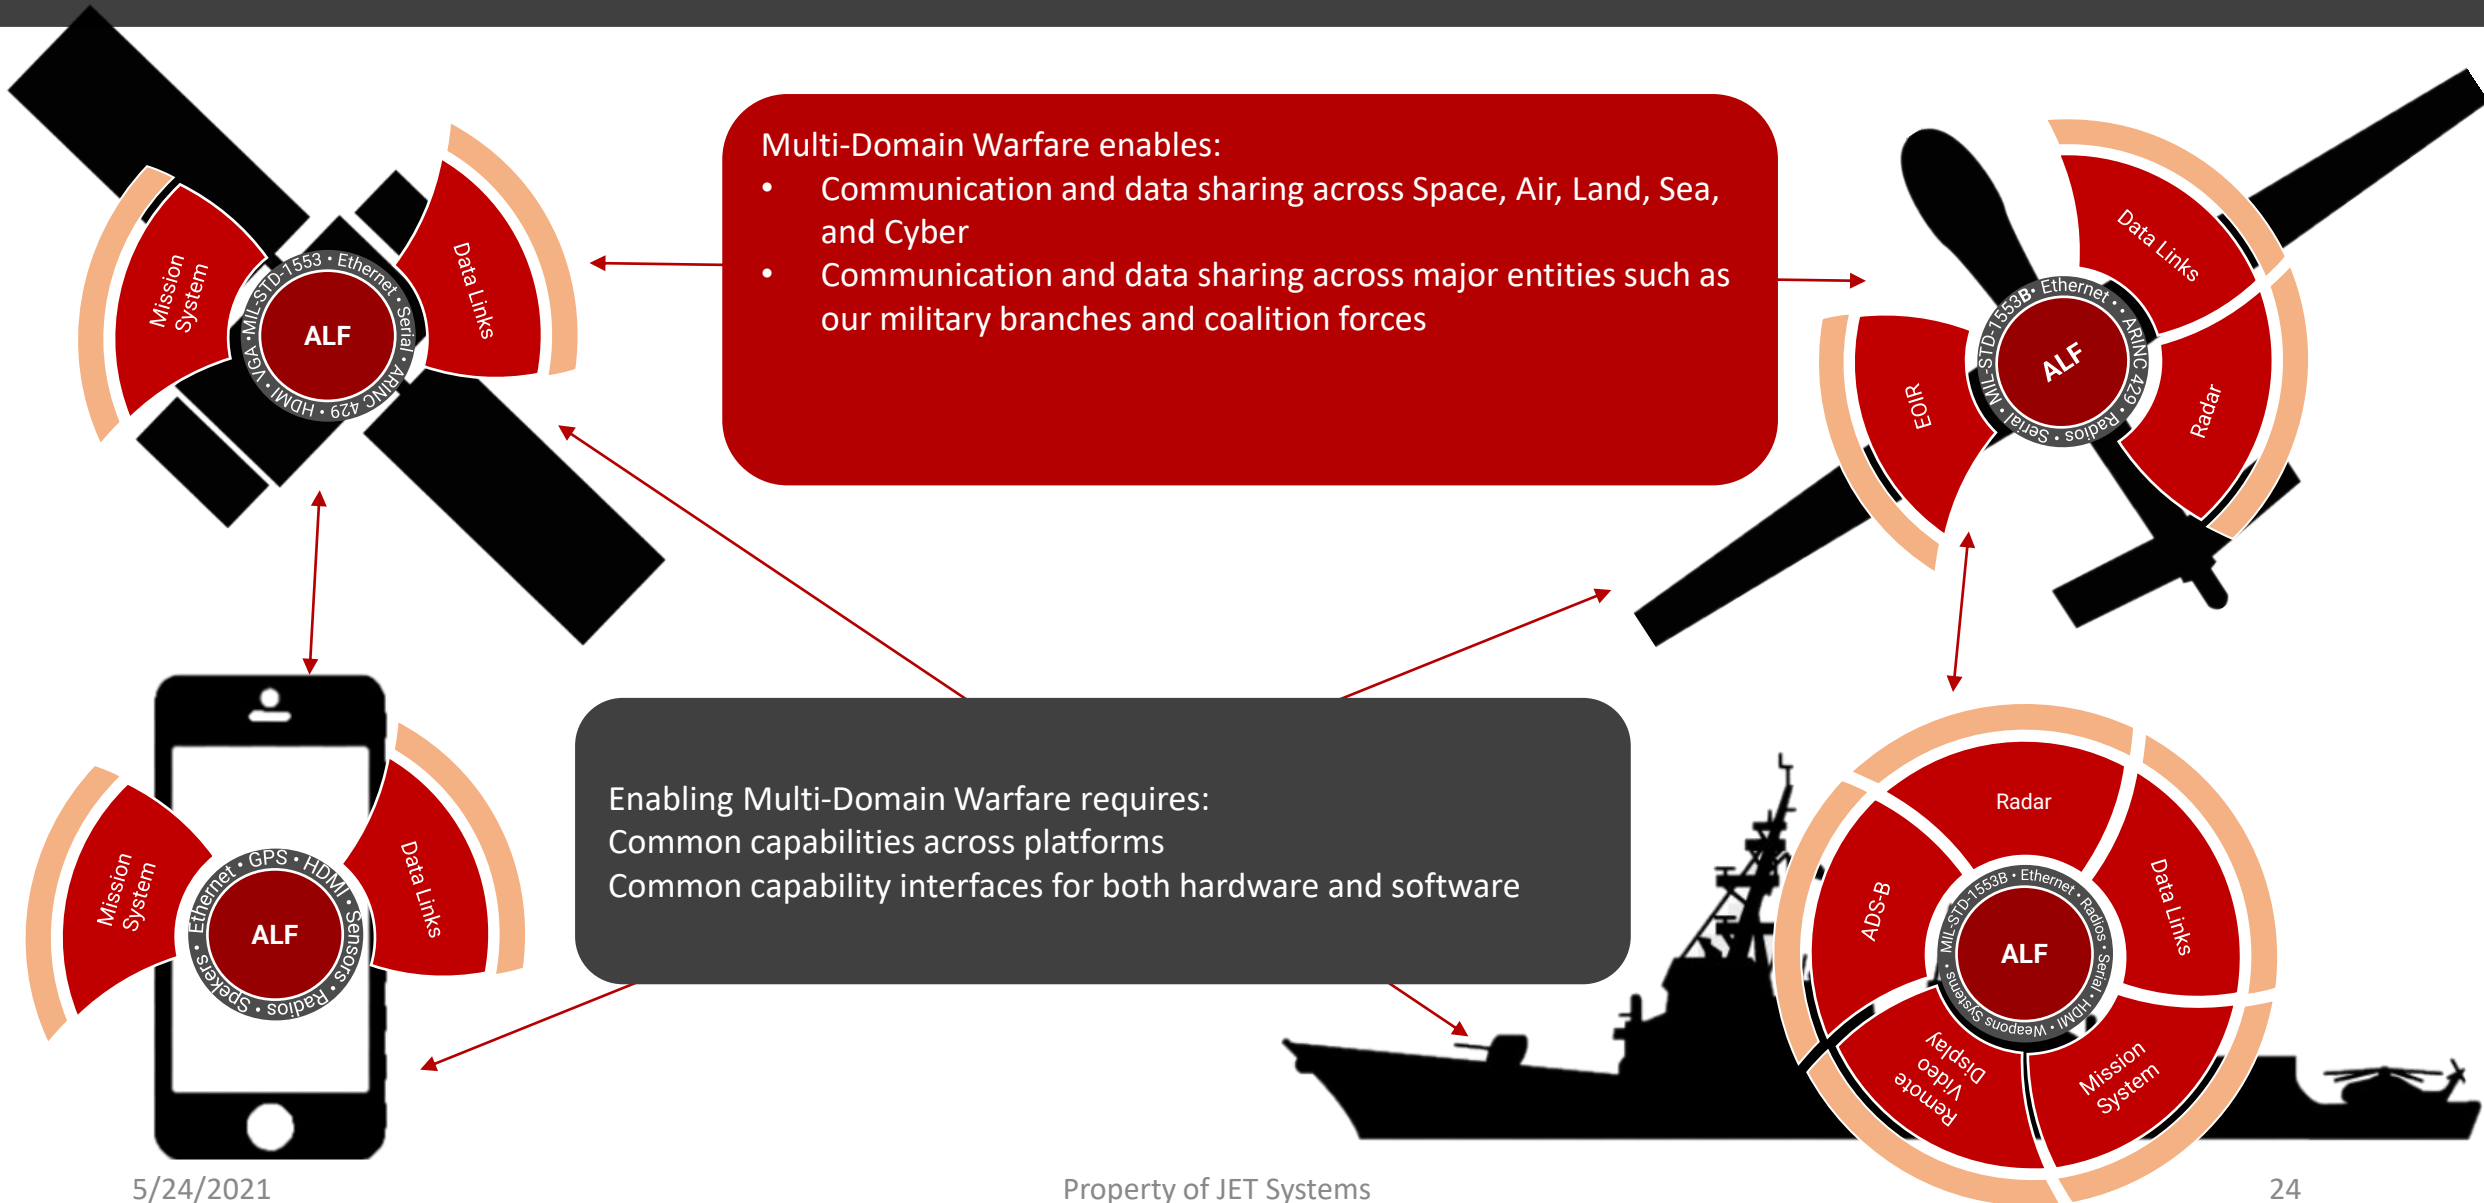 Multi-Domain Warfare enables:
• Communication and data sharing across Space, Air, Land, Sea,
and Cyber
• Communication and data sharing across major entities such as
our military branches and coalition forces
Mission
System
Data Links
MIL-STD-1553 • Ethernet • Serial • ARINC 429 • HDMI • VGA •
ALF
Data Links
Radar
EOIR
MIL-STD-1553B• Ethernet • ARINC 429 • Radios • Serial •
ALF
Enabling Multi-Domain Warfare requires:
Common capabilities across platforms
Common capability interfaces for both hardware and software
Mission
System
Data Links
Ethernet • GPS • HDMI • Sensors • Radios • Spekers •
ALF
Radar
Data Links
Mission
System
Remote
Video
Display
ADS-B
MIL-STD-1553B • Ethernet • Radios • Serial • HDMI • Weapons Systems •
ALF
5/24/2021
Property of JET Systems
24